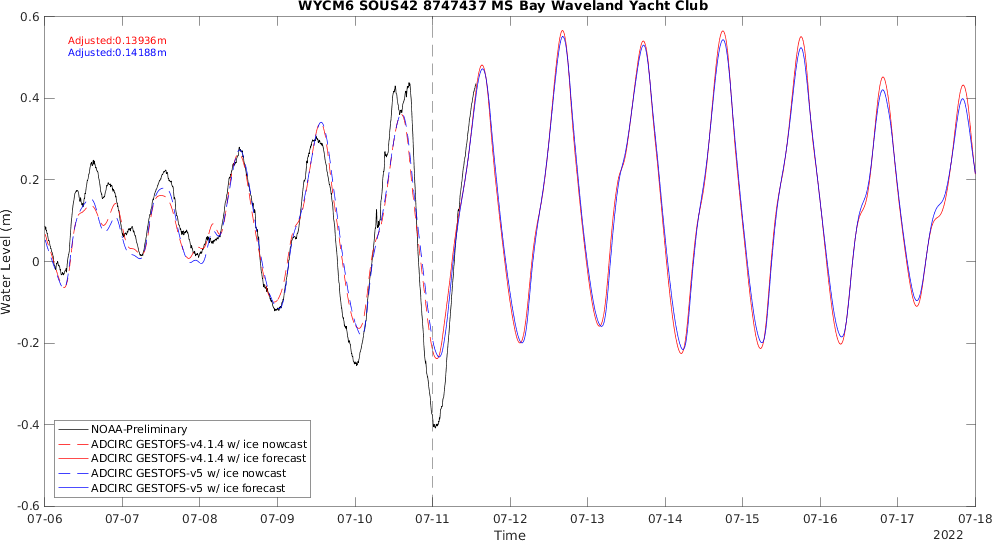 WYCM6 SOUS42 8747437 MS Bay Waveland Yacht Club
Adjusted:0.13936m
Adjusted:0.14188m
0.6
0.4
0.2
0
-0.2
-0.4
-0.6
Water Level (m)
NOAA-Preliminary
ADCIRC GESTOFS-v4.1.4 w/ ice nowcast
ADCIRC GESTOFS-v4.1.4 w/ ice forecast
ADCIRC GESTOFS-v5 w/ ice nowcast
ADCIRC GESTOFS-v5 w/ ice forecast
07-06 07-07 07-08 07-09 07-10 07-11 07-12 07-13 07-14 07-15 07-16 07-17 07-18
Time
2022